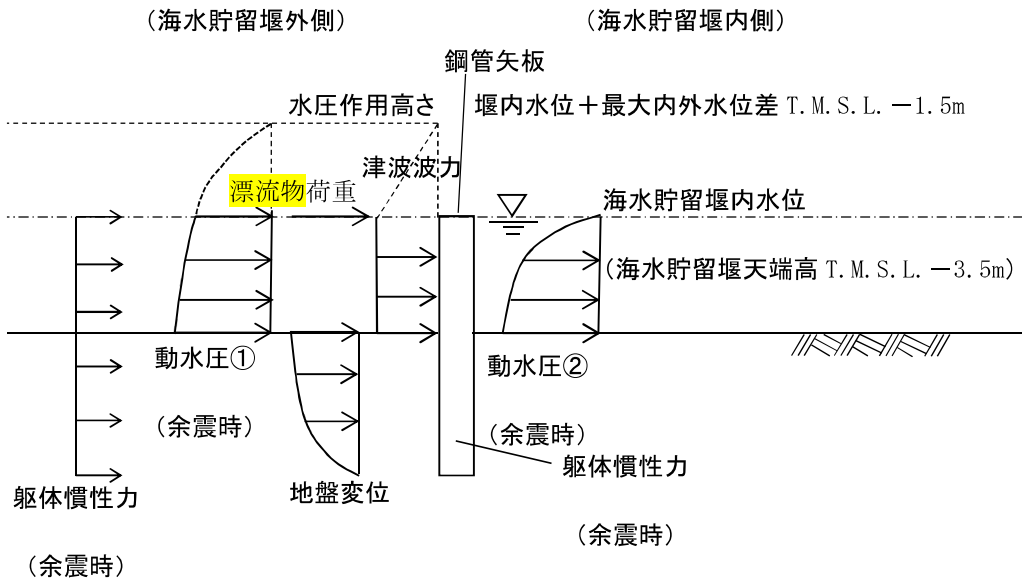 （海水貯留堰外側）
（海水貯留堰内側）
鋼管矢板
水圧作用高さ
堰内水位＋最大内外水位差 T.M.S.L.－1.5m
津波波力
漂流物荷重
海水貯留堰内水位
（海水貯留堰天端高 T.M.S.L.－3.5m）
動水圧①
（余震時）
動水圧②
（余震時）
躯体慣性力
（余震時）
地盤変位
躯体慣性力
（余震時）